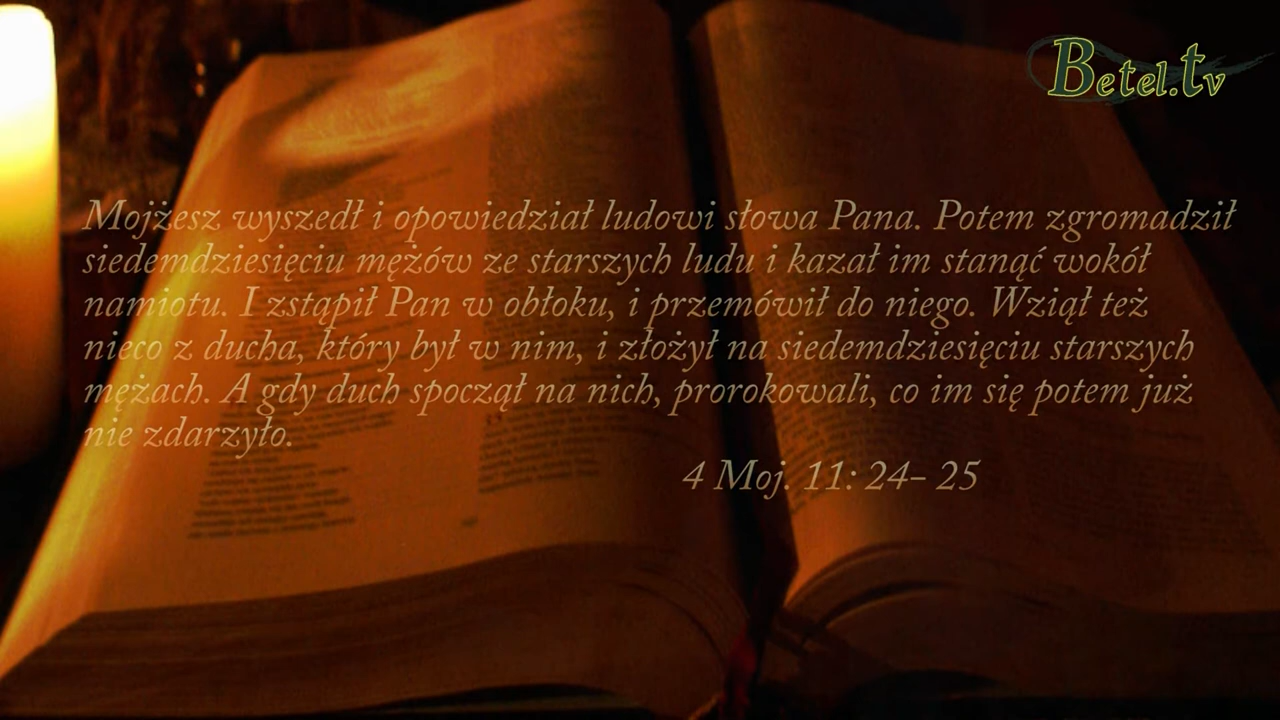 Betel.tv
Mojżesz wyszedł i opowiedział ludowi słowa Pana. Potem zgromadził
siedemdziesięciu mężów ze starszych ludu i kazał im stanąć wokół
namiotu. I zstąpił Pan w obłoku, i przemówił do niego. Wziął też
nieco z ducha, który był w nim, i złożył na siedemdziesięciu starszych
mężach. A gdy duch spoczął na nich, prorokowali, co im się potem już
nie zdarzyło.
4 Moj. 11: 24– 25